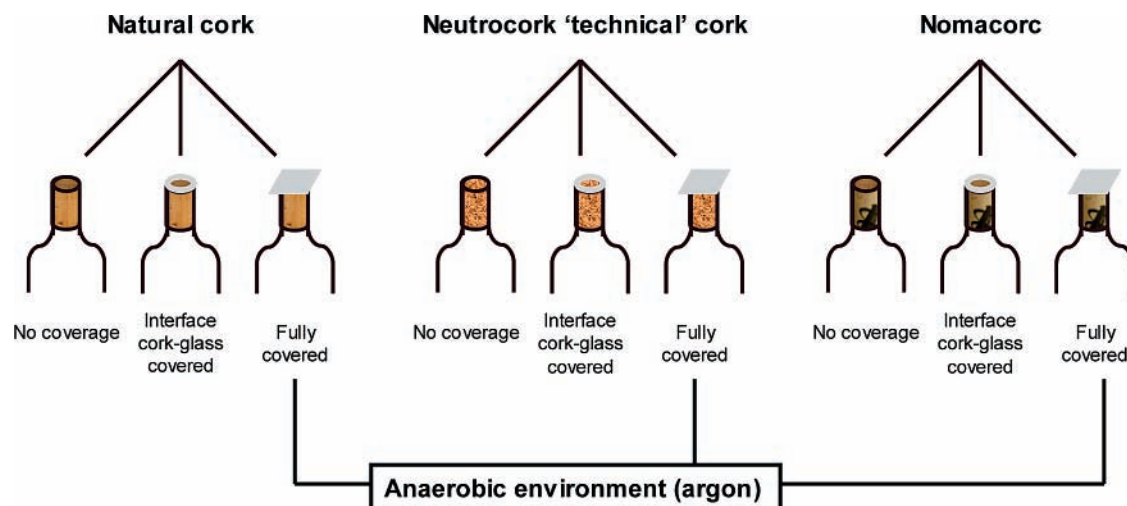 Natural cork
Neutrocork ‘technical’ cork
Nomacorc
No coverage
Interface
cork-glass
covered
Fully
covered
No coverage
Interface
cork-glass
covered
Fully
covered
No coverage
Interface
cork-glass
covered
Fully
covered
Anaerobic environment (argon)